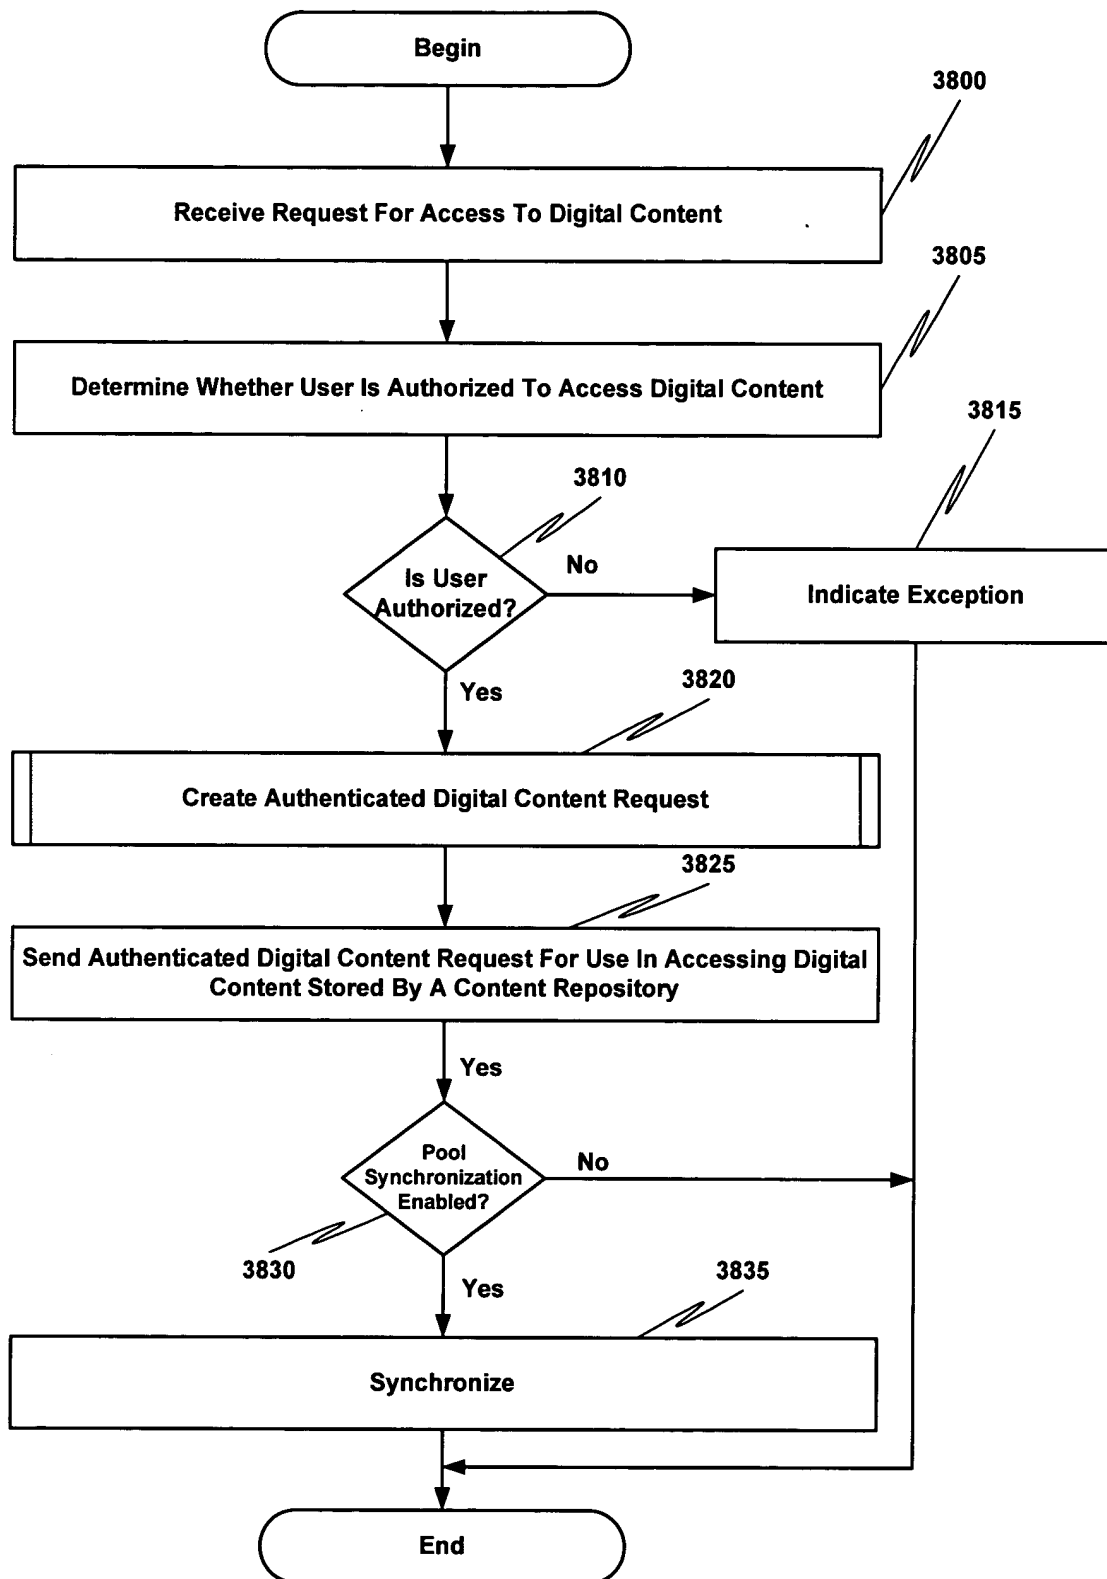 Begin
3800
Receive Request For Access To Digital Content
3805
Determine Whether User Is Authorized To Access Digital Content
3815
3810
Is User
Authorized?
No
Indicate Exception
Yes
3820
Create Authenticated Digital Content Request
3825
Send Authenticated Digital Content Request For Use In Accessing Digital
Content Stored By A Content Repository
Yes
Pool
Synchronization
Enabled?
No
3830
Yes
3835
Synchronize
End